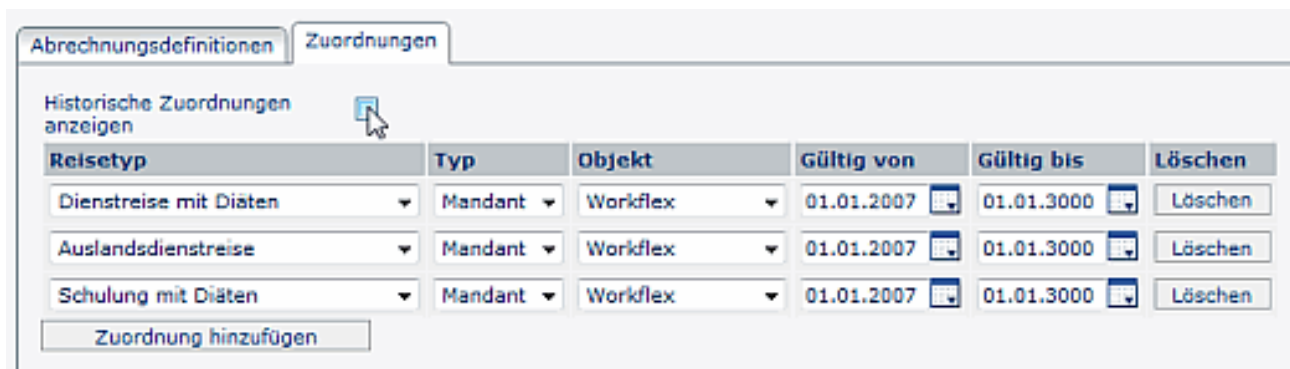 Abrechnungsdefinitionen Zuordnungen
Historische Zuordnungen
anzeigen
Reisetyp Typ Objekt Gültig von Gültig bis Löschen
Dienstreise mit Diäten Mandant Workflex 01.01.2007 01.01.3000 Löschen
Auslandsdienstreise Mandant Workflex 01.01.2007 01.01.3000 Löschen
Schulung mit Diäten Mandant Workflex 01.01.2007 01.01.3000 Löschen
Zuordnung hinzufügen